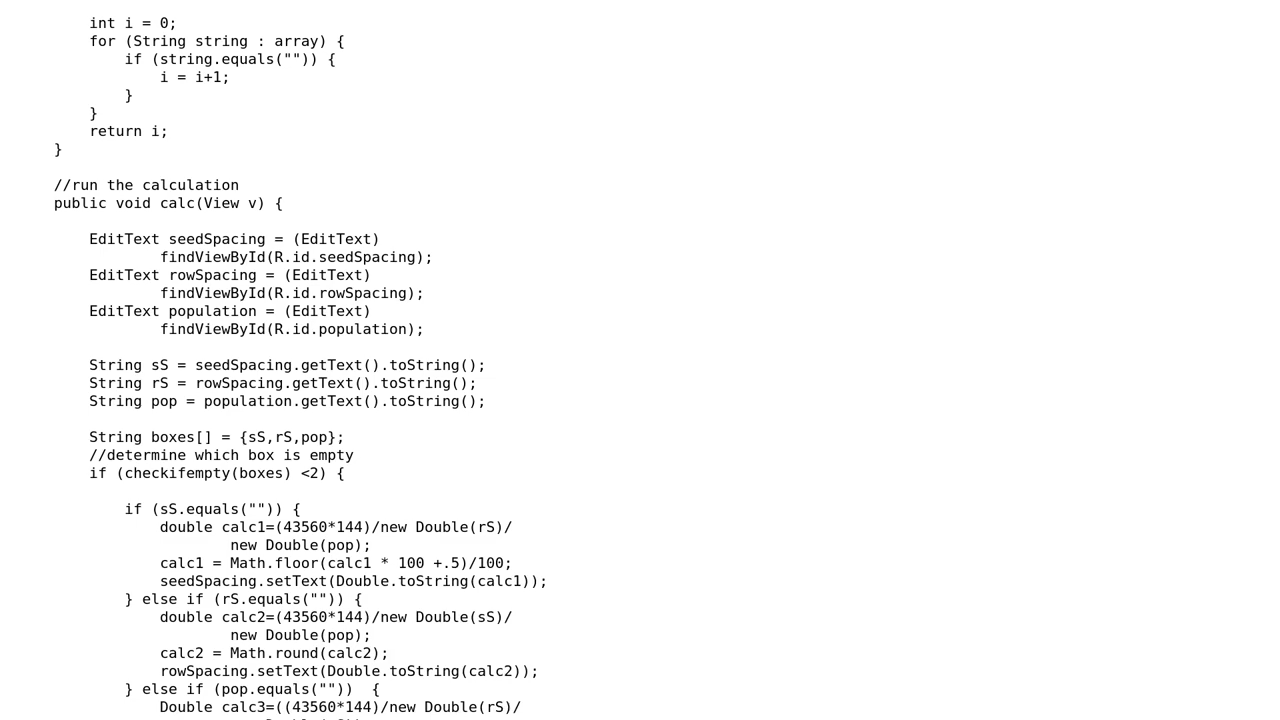 int i = 0;
for (String string : array) {
if (string.equals("")) {
i = i+1;
}
}
return i;
}
//run the calculation
public void calc(View v) {
EditText seedSpacing = (EditText)
findViewById(R.id.seedSpacing);
EditText rowSpacing = (EditText)
findViewById(R.id.rowSpacing);
EditText population = (EditText)
findViewById(R.id.population);
String sS = seedSpacing.getText().toString();
String rS = rowSpacing.getText().toString();
String pop = population.getText().toString();
String boxes[] = {sS,rS,pop};
//determine which box is empty
if (checkifempty(boxes) <2) {
if (sS.equals("")) {
double calc1=(43560*144)/new Double(rS)/
new Double(pop);
calc1 = Math.floor(calc1 * 100 +.5)/100;
seedSpacing.setText(Double.toString(calc1));
} else if (rS.equals("")) {
double calc2=(43560*144)/new Double(sS)/
new Double(pop);
calc2 = Math.round(calc2);
rowSpacing.setText(Double.toString(calc2));
} else if (pop.equals(""))  {
Double calc3=((43560*144)/new Double(rS)/